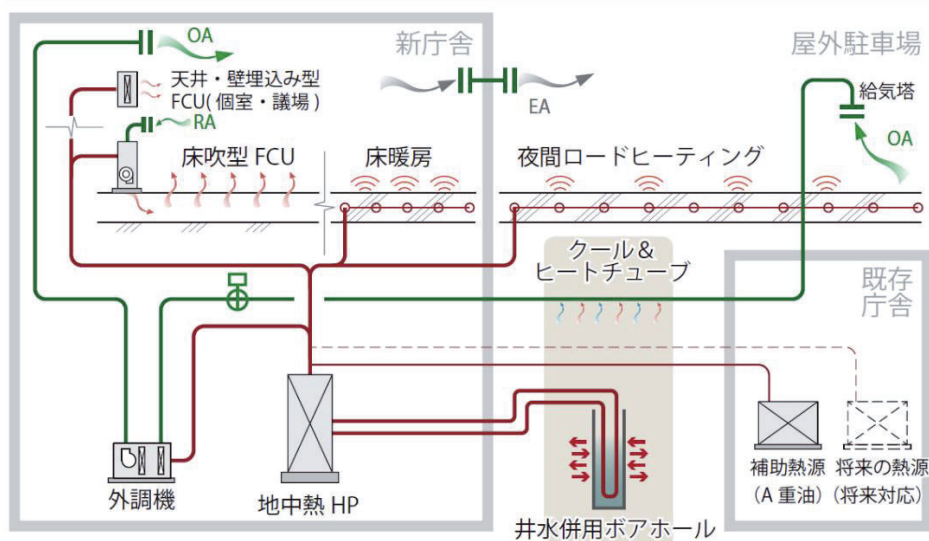 OA
新庁舎
屋外駐車場
天井・壁埋込み型
FCU(個室・議場)
給気塔
EA
RA
OA
床吹型 FCU
床暖房
夜間ロードヒーティング
クール&
ヒートチューブ
既存
庁舎
外調機
地中熱 HP
井水併用ボアホール
補助熱源
(A 重油)
将来の熱源
(将来対応)